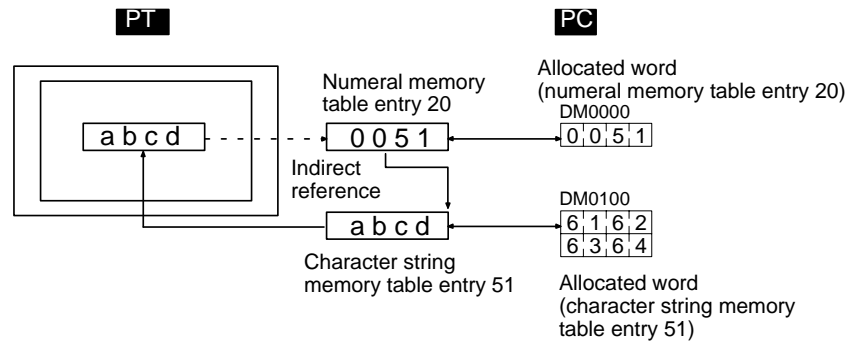 PT
PC
Numeral memory
table entry 20
Allocated word
(numeral memory table entry 20)
DM0000
a b c d
0 0 5 1
0 0 5 1
Indirect
reference
DM0100
a b c d
6 1 6 2
6 3 6 4
Character string
memory table entry 51
Allocated word
(character string memory
table entry 51)